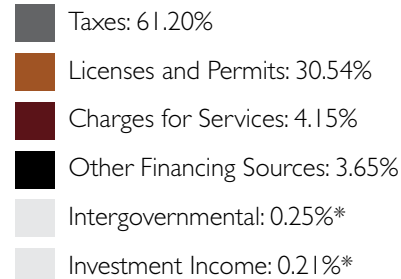 Taxes: 61.20%
Licenses and Permits: 30.54%
Charges for Services: 4.15%
Other Financing Sources: 3.65%
Intergovernmental: 0.25%*
Investment Income: 0.21%*